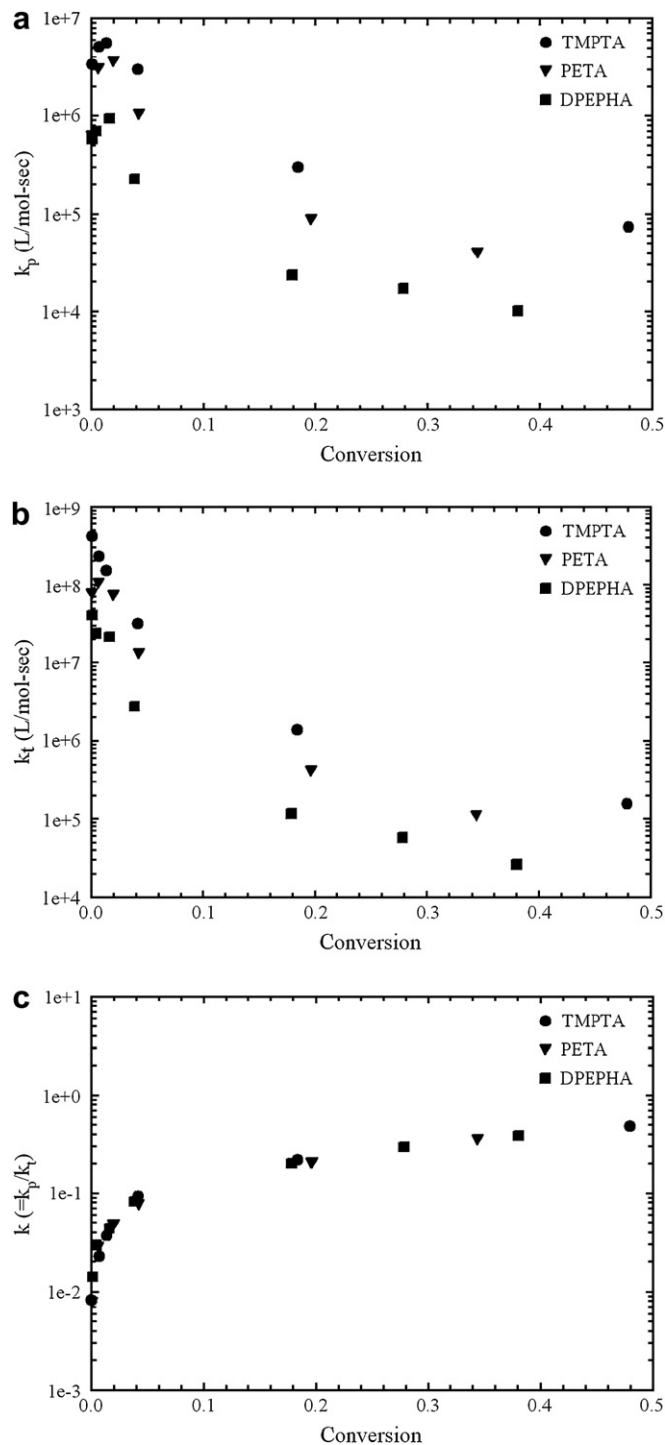 a
1e+7
1e+6
1e+5
1e+4
1e+3
k_p (L/mol-sec)
TMPTA
PETA
DPEPHA
0.0 0.1 0.2 0.3 0.4 0.5
Conversion
b
1e+9
1e+8
1e+7
1e+6
1e+5
1e+4
k_t (L/mol-sec)
TMPTA
PETA
DPEPHA
0.0 0.1 0.2 0.3 0.4 0.5
Conversion
c
1e+1
1e+0
1e-1
1e-2
1e-3
k (=k_p/k_t)
TMPTA
PETA
DPEPHA
0.0 0.1 0.2 0.3 0.4 0.5
Conversion